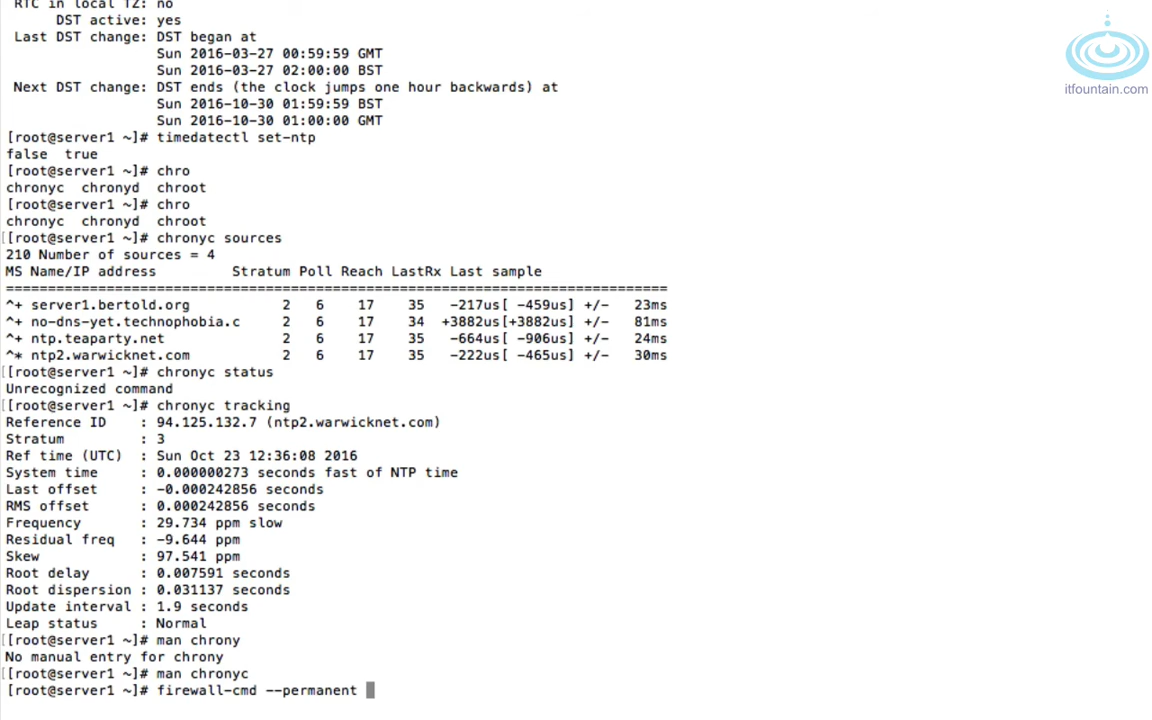 RTC in local TZ: no
DST active: yes
Last DST change: DST began at
Sun 2016-03-27 00:59:59 GMT
Sun 2016-03-27 02:00:00 BST
Next DST change: DST ends (the clock jumps one hour backwards) at
Sun 2016-10-30 01:59:59 BST
Sun 2016-10-30 01:00:00 GMT
[root@server1 ~]# timedatectl set-ntp
false  true
[root@server1 ~]# chro
chronyc  chronyd  chroot
[root@server1 ~]# chro
chronyc  chronyd  chroot
[[root@server1 ~]# chronyc sources
210 Number of sources = 4
MS Name/IP address         Stratum Poll Reach LastRx Last sample
===============================================================================
^+ server1.bertold.org           2   6    17    35   -217us[ -459us] +/-   23ms
^+ no-dns-yet.technophobia.c     2   6    17    34  +3882us[+3882us] +/-   81ms
^+ ntp.teaparty.net              2   6    17    35   -664us[ -906us] +/-   24ms
^* ntp2.warwicknet.com           2   6    17    35   -222us[ -465us] +/-   30ms
[[root@server1 ~]# chronyc status
Unrecognized command
[[root@server1 ~]# chronyc tracking
Reference ID    : 94.125.132.7 (ntp2.warwicknet.com)
Stratum         : 3
Ref time (UTC)  : Sun Oct 23 12:36:08 2016
System time     : 0.000000273 seconds fast of NTP time
Last offset     : -0.000242856 seconds
RMS offset      : 0.000242856 seconds
Frequency       : 29.734 ppm slow
Residual freq   : -9.644 ppm
Skew            : 97.541 ppm
Root delay      : 0.007591 seconds
Root dispersion : 0.031137 seconds
Update interval : 1.9 seconds
Leap status     : Normal
[[root@server1 ~]# man chrony
No manual entry for chrony
[[root@server1 ~]# man chronyc
[root@server1 ~]# firewall-cmd --permanent
itfountain.com